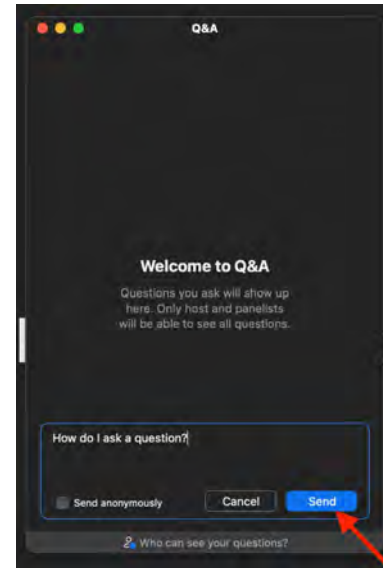 Q&A
Welcome to Q&A
Questions you ask will show up
here. Only host and panelists
will be able to see all questions.
How do I ask a question?
Send anonymously Cancel Send
Who can see your questions?